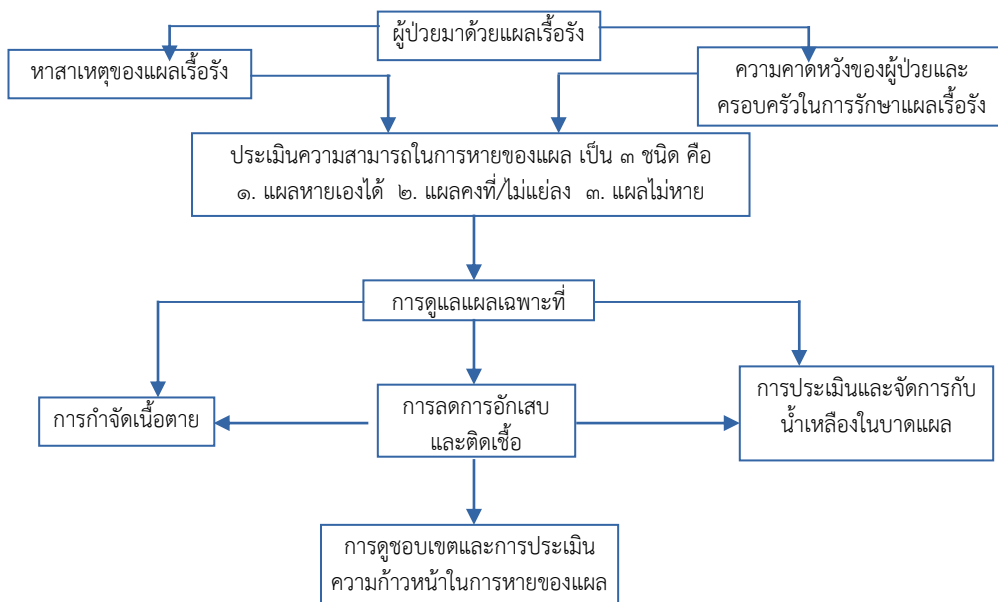 ผู้ป่วยมาด้วยแผลเรื้อรัง
หาสาเหตุของแผลเรื้อรัง
ความคาดหวังของผู้ป่วยและ
ครอบครัวในการรักษาแผลเรื้อรัง
ประเมินความสามารถในการหายของแผล เป็น ๓ ชนิด คือ
๑. แผลหายเองได้ ๒. แผลคงที่/ไม่แย่ลง ๓. แผลไม่หาย
การดูแลแผลเฉพาะที่
การกำจัดเนื้อตาย
การลดการอักเสบ
และติดเชื้อ
การประเมินและจัดการกับ
น้ำเหลืองในบาดแผล
การดูชอบเขตและการประเมิน
ความก้าวหน้าในการหายของแผล